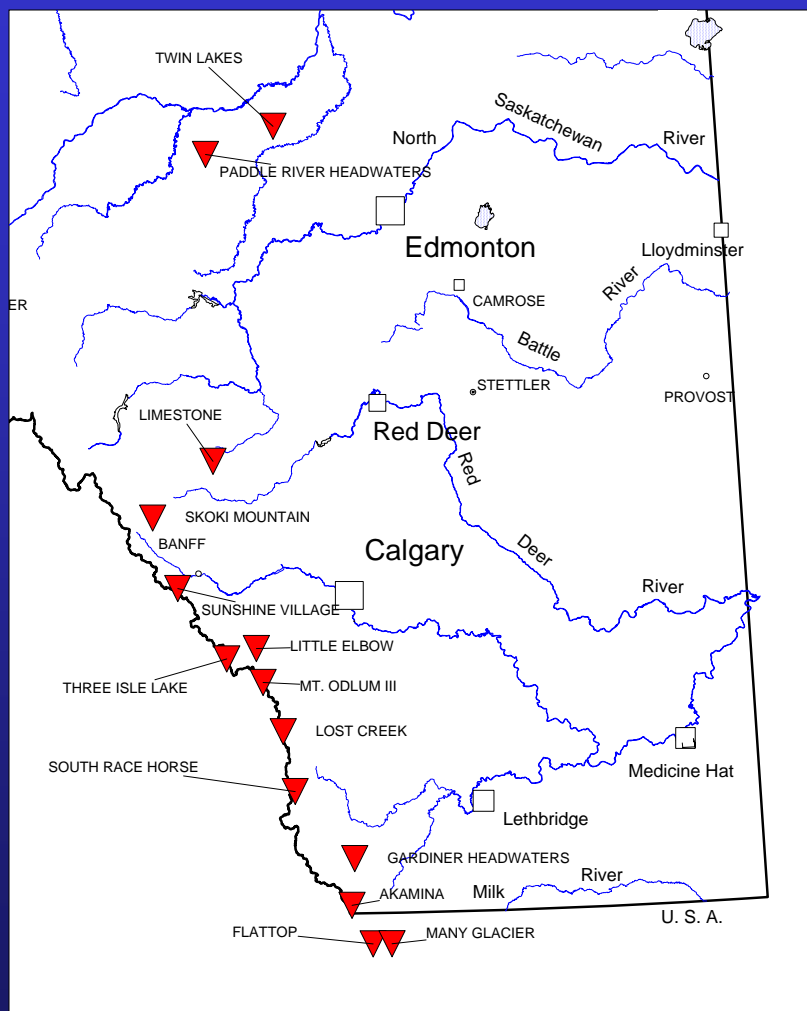 TWIN LAKES
Saskatchewan
North
River
PADDLE RIVER HEADWATERS
Edmonton
Lloydminster
River
ER
CAMROSE
Battle
STETTLER
PROVOST
LIMESTONE
Red Deer
Red
SKOKI MOUNTAIN
BANFF
Calgary
Deer
River
SUNSHINE VILLAGE
LITTLE ELBOW
THREE ISLE LAKE
MT. ODLUM III
LOST CREEK
SOUTH RACE HORSE
Medicine Hat
Lethbridge
GARDINER HEADWATERS
River
AKAMINA
Milk
U. S. A.
FLATTOP
MANY GLACIER